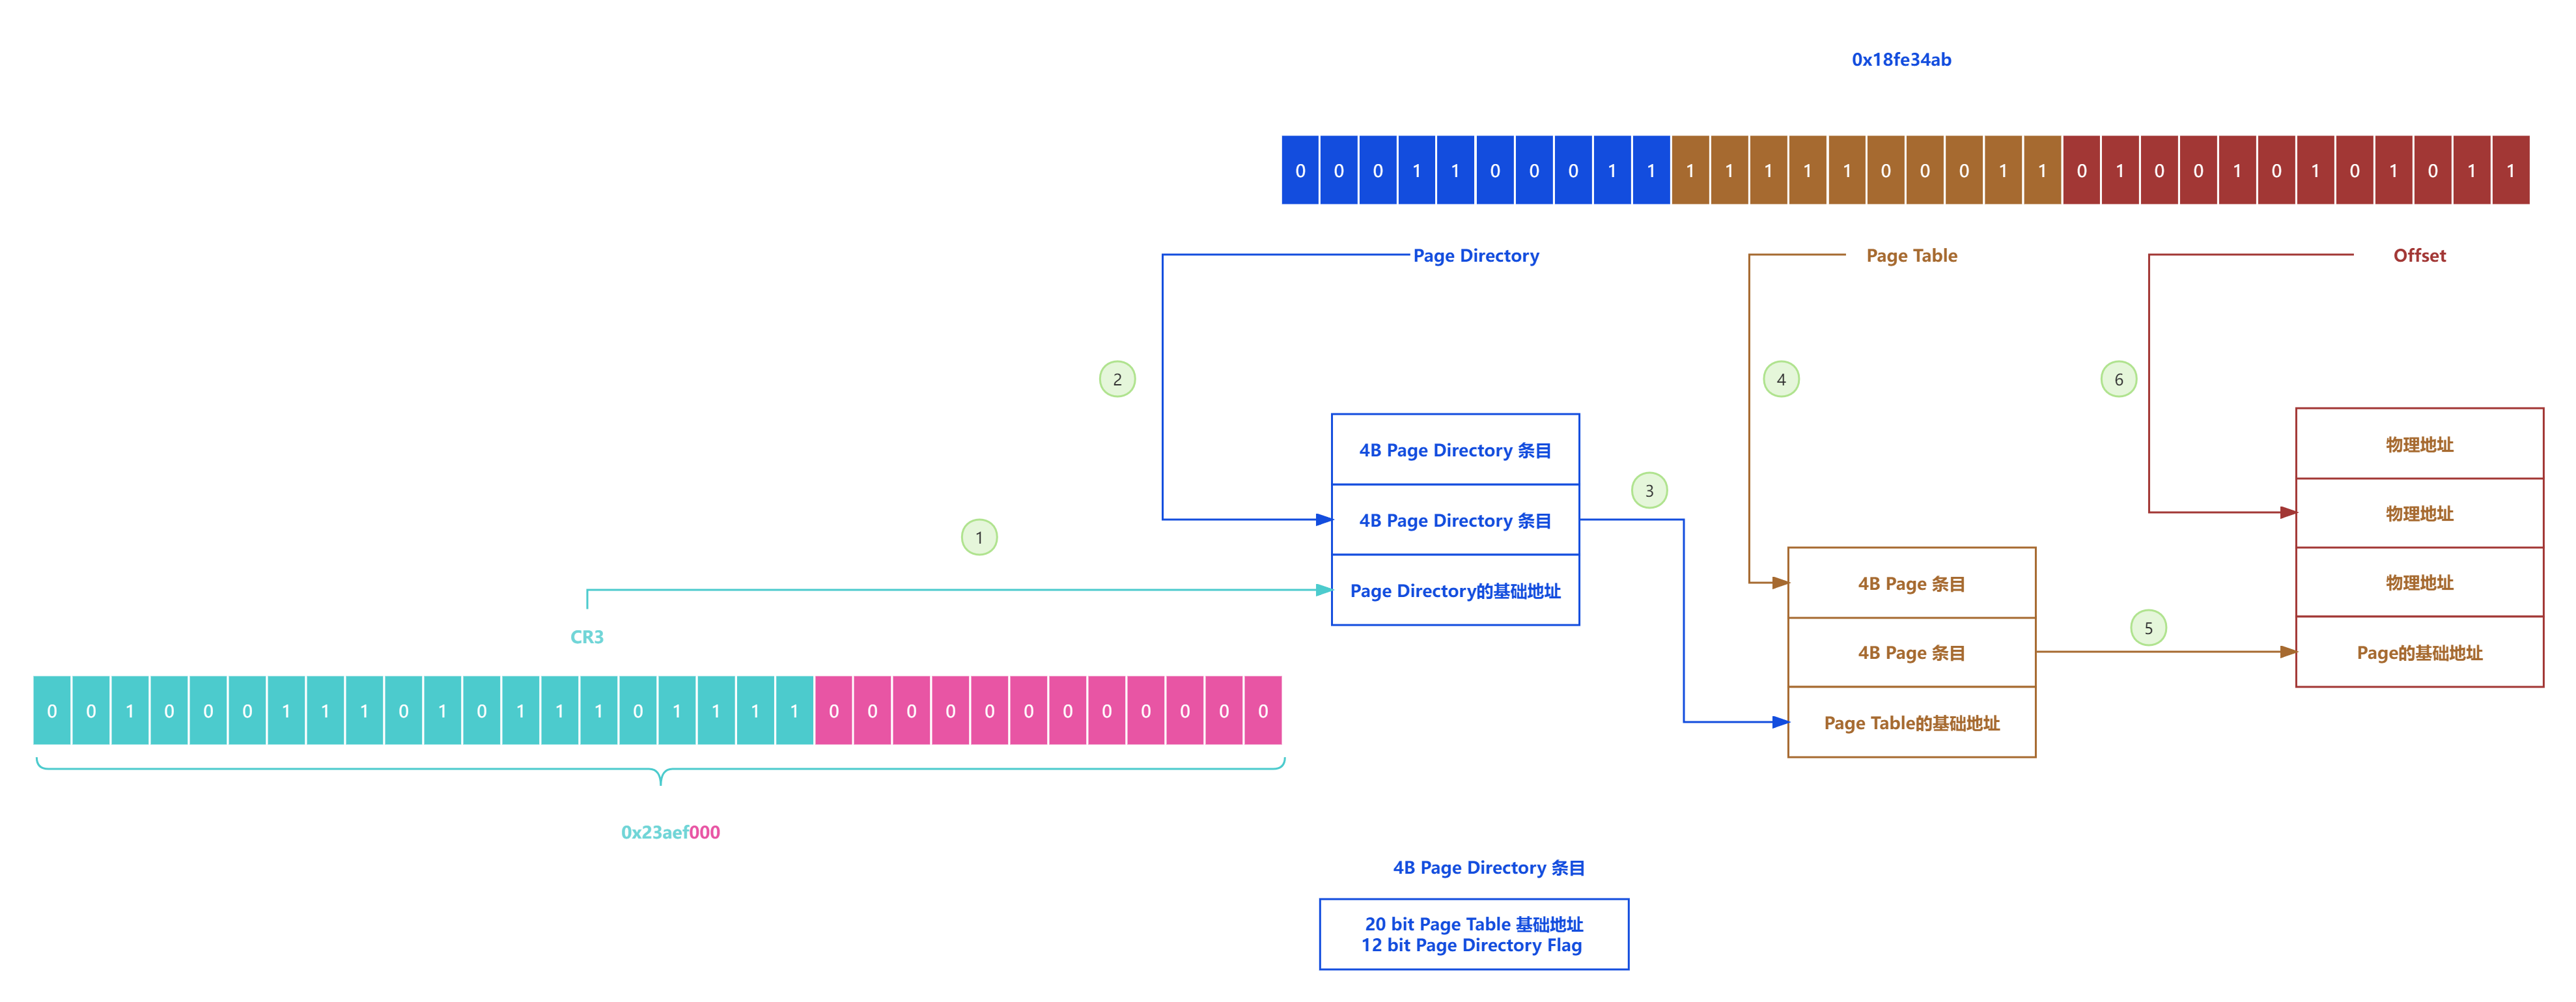 0x18fe34ab
0 0 0 1 1 0 0 0 1 1 1 1 1 1 1 0 0 0 1 1 0 1 0 0 1 0 1 0 1 0 1 1
Page Directory
Page Table
Offset
2
4
6
4B Page Directory 条目
4B Page Directory 条目
Page Directory的基础地址
3
1
物理地址
物理地址
物理地址
Page的基础地址
4B Page 条目
4B Page 条目
Page Table的基础地址
5
CR3
0 0 1 0 0 0 1 1 1 0 1 0 1 1 1 0 1 1 1 1 0 0 0 0 0 0 0 0 0 0 0 0
0x23aef000
4B Page Directory 条目
20 bit Page Table 基础地址
12 bit Page Directory Flag